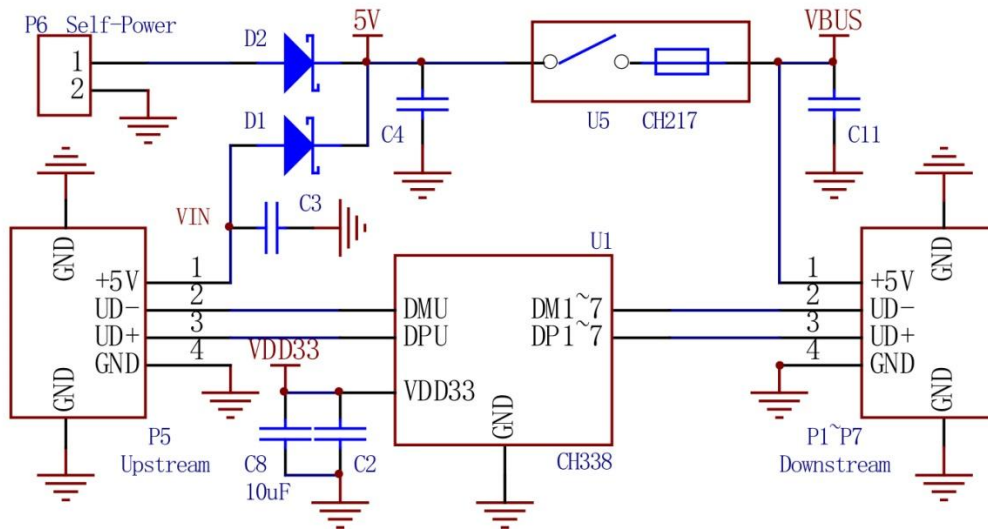 P6 Self-Power
1
2
D2
5V
VBUS
D1
C4
U5 CH217
C11
VIN
C3
GND
+5V
UD-
UD+
GND
GND
1
2
3
4
P5
Upstream
VDD33
C8
10uF
C2
U1
DMU
DPU
VDD33
GND
DM1~7
DP1~7
CH338
1
2
3
4
GND
+5V
UD-
UD+
GND
GND
P1~P7
Downstream